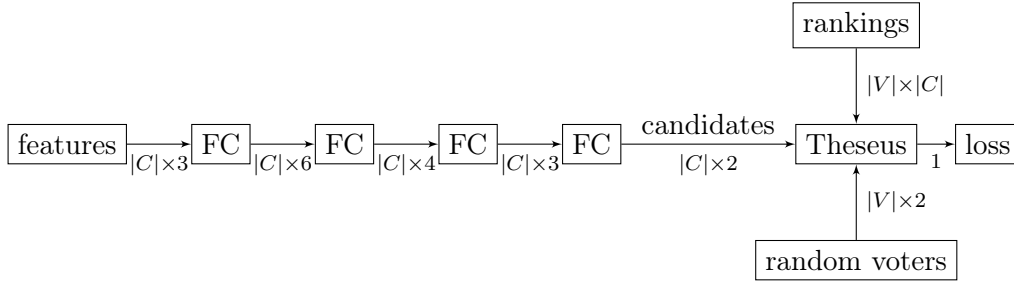 rankings
|V|×|C|
features
|C|×3
FC
|C|×6
FC
|C|×4
FC
|C|×3
FC
candidates
|C|×2
Theseus
1
loss
|V|×2
random voters